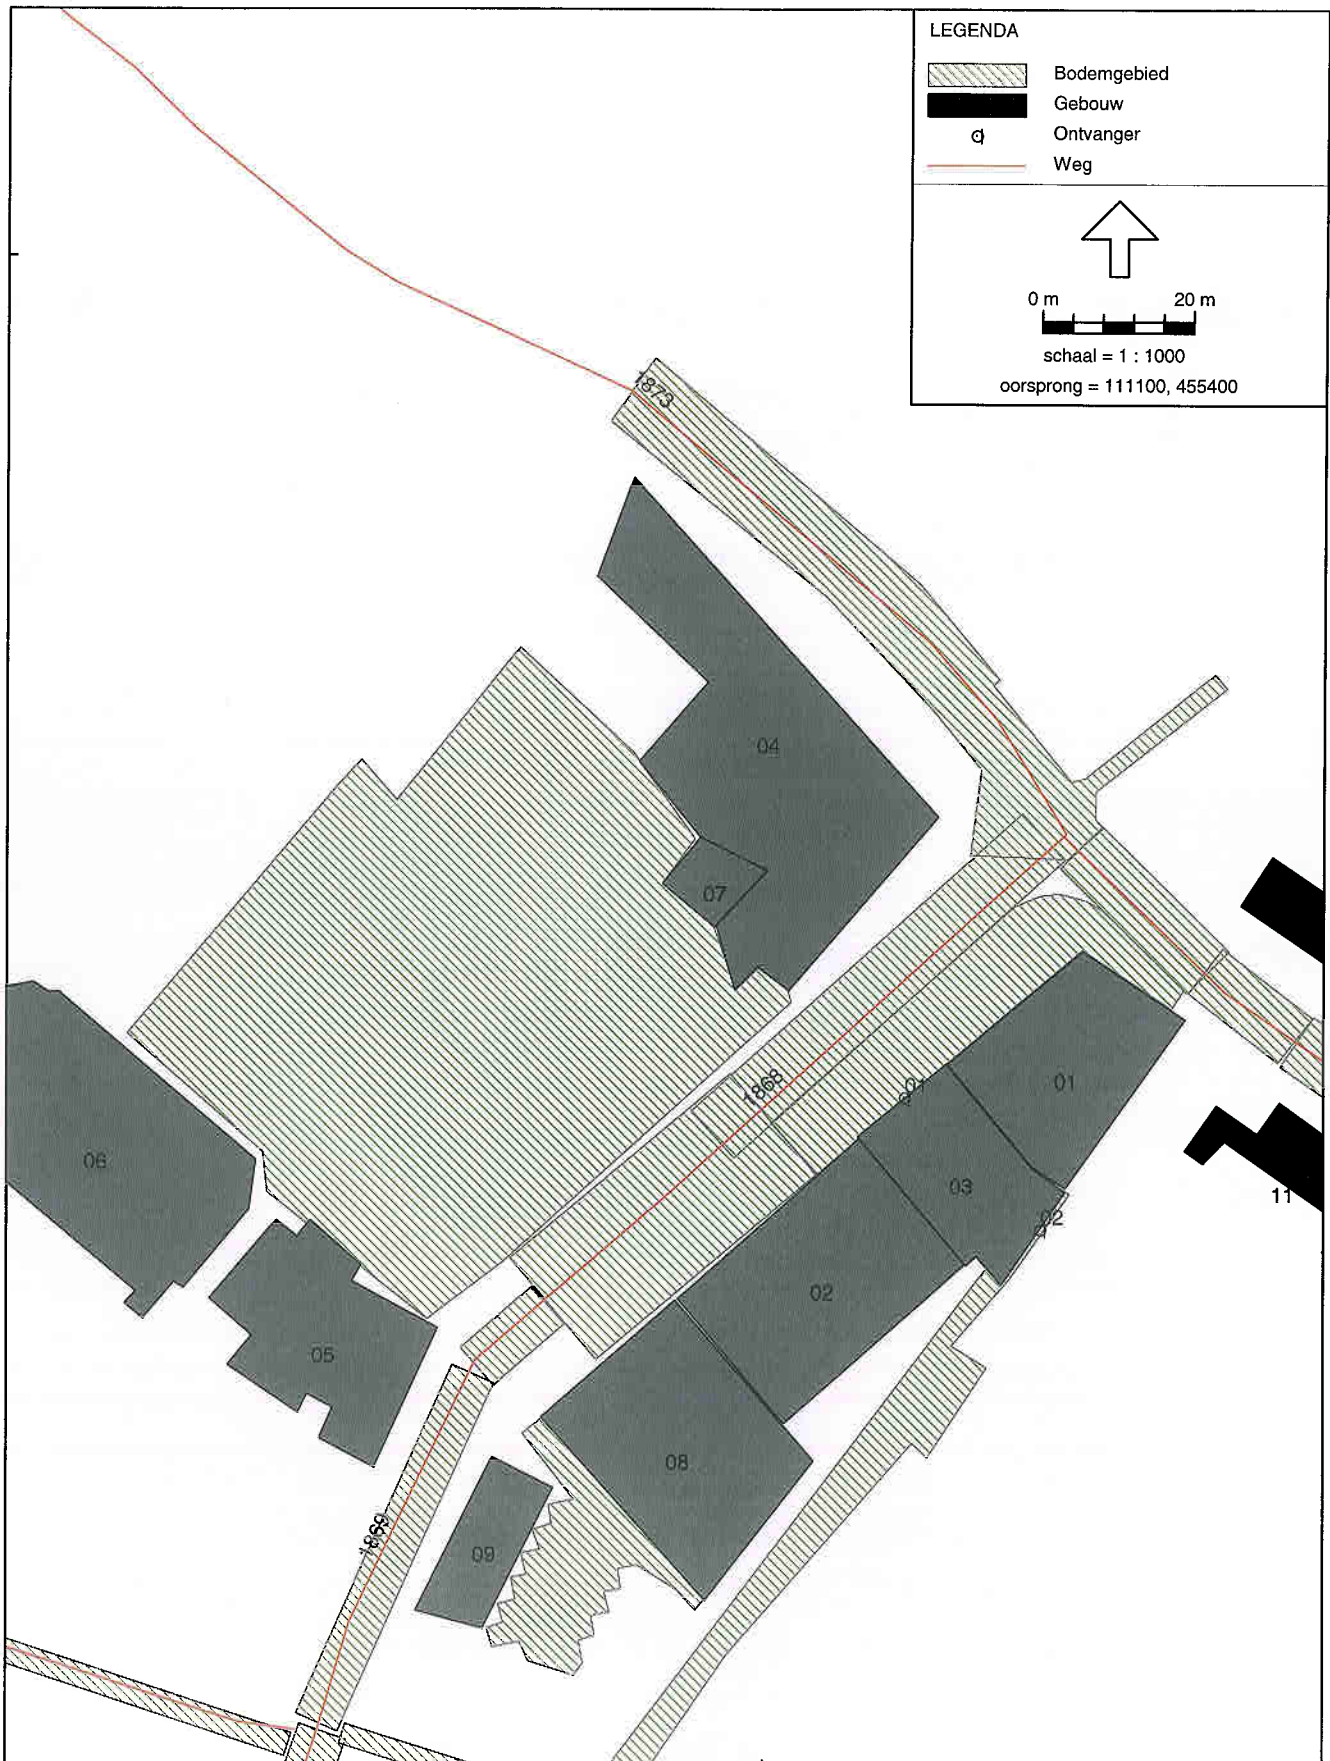 LEGENDA
Bodemgebied
Gebouw
Ontvanger
Weg
0 m 20 m
schaal = 1 : 1000
oorsprong = 111100, 455400
1873
04
07
1868
01
01
06
03
11
02
02
05
08
1869
09